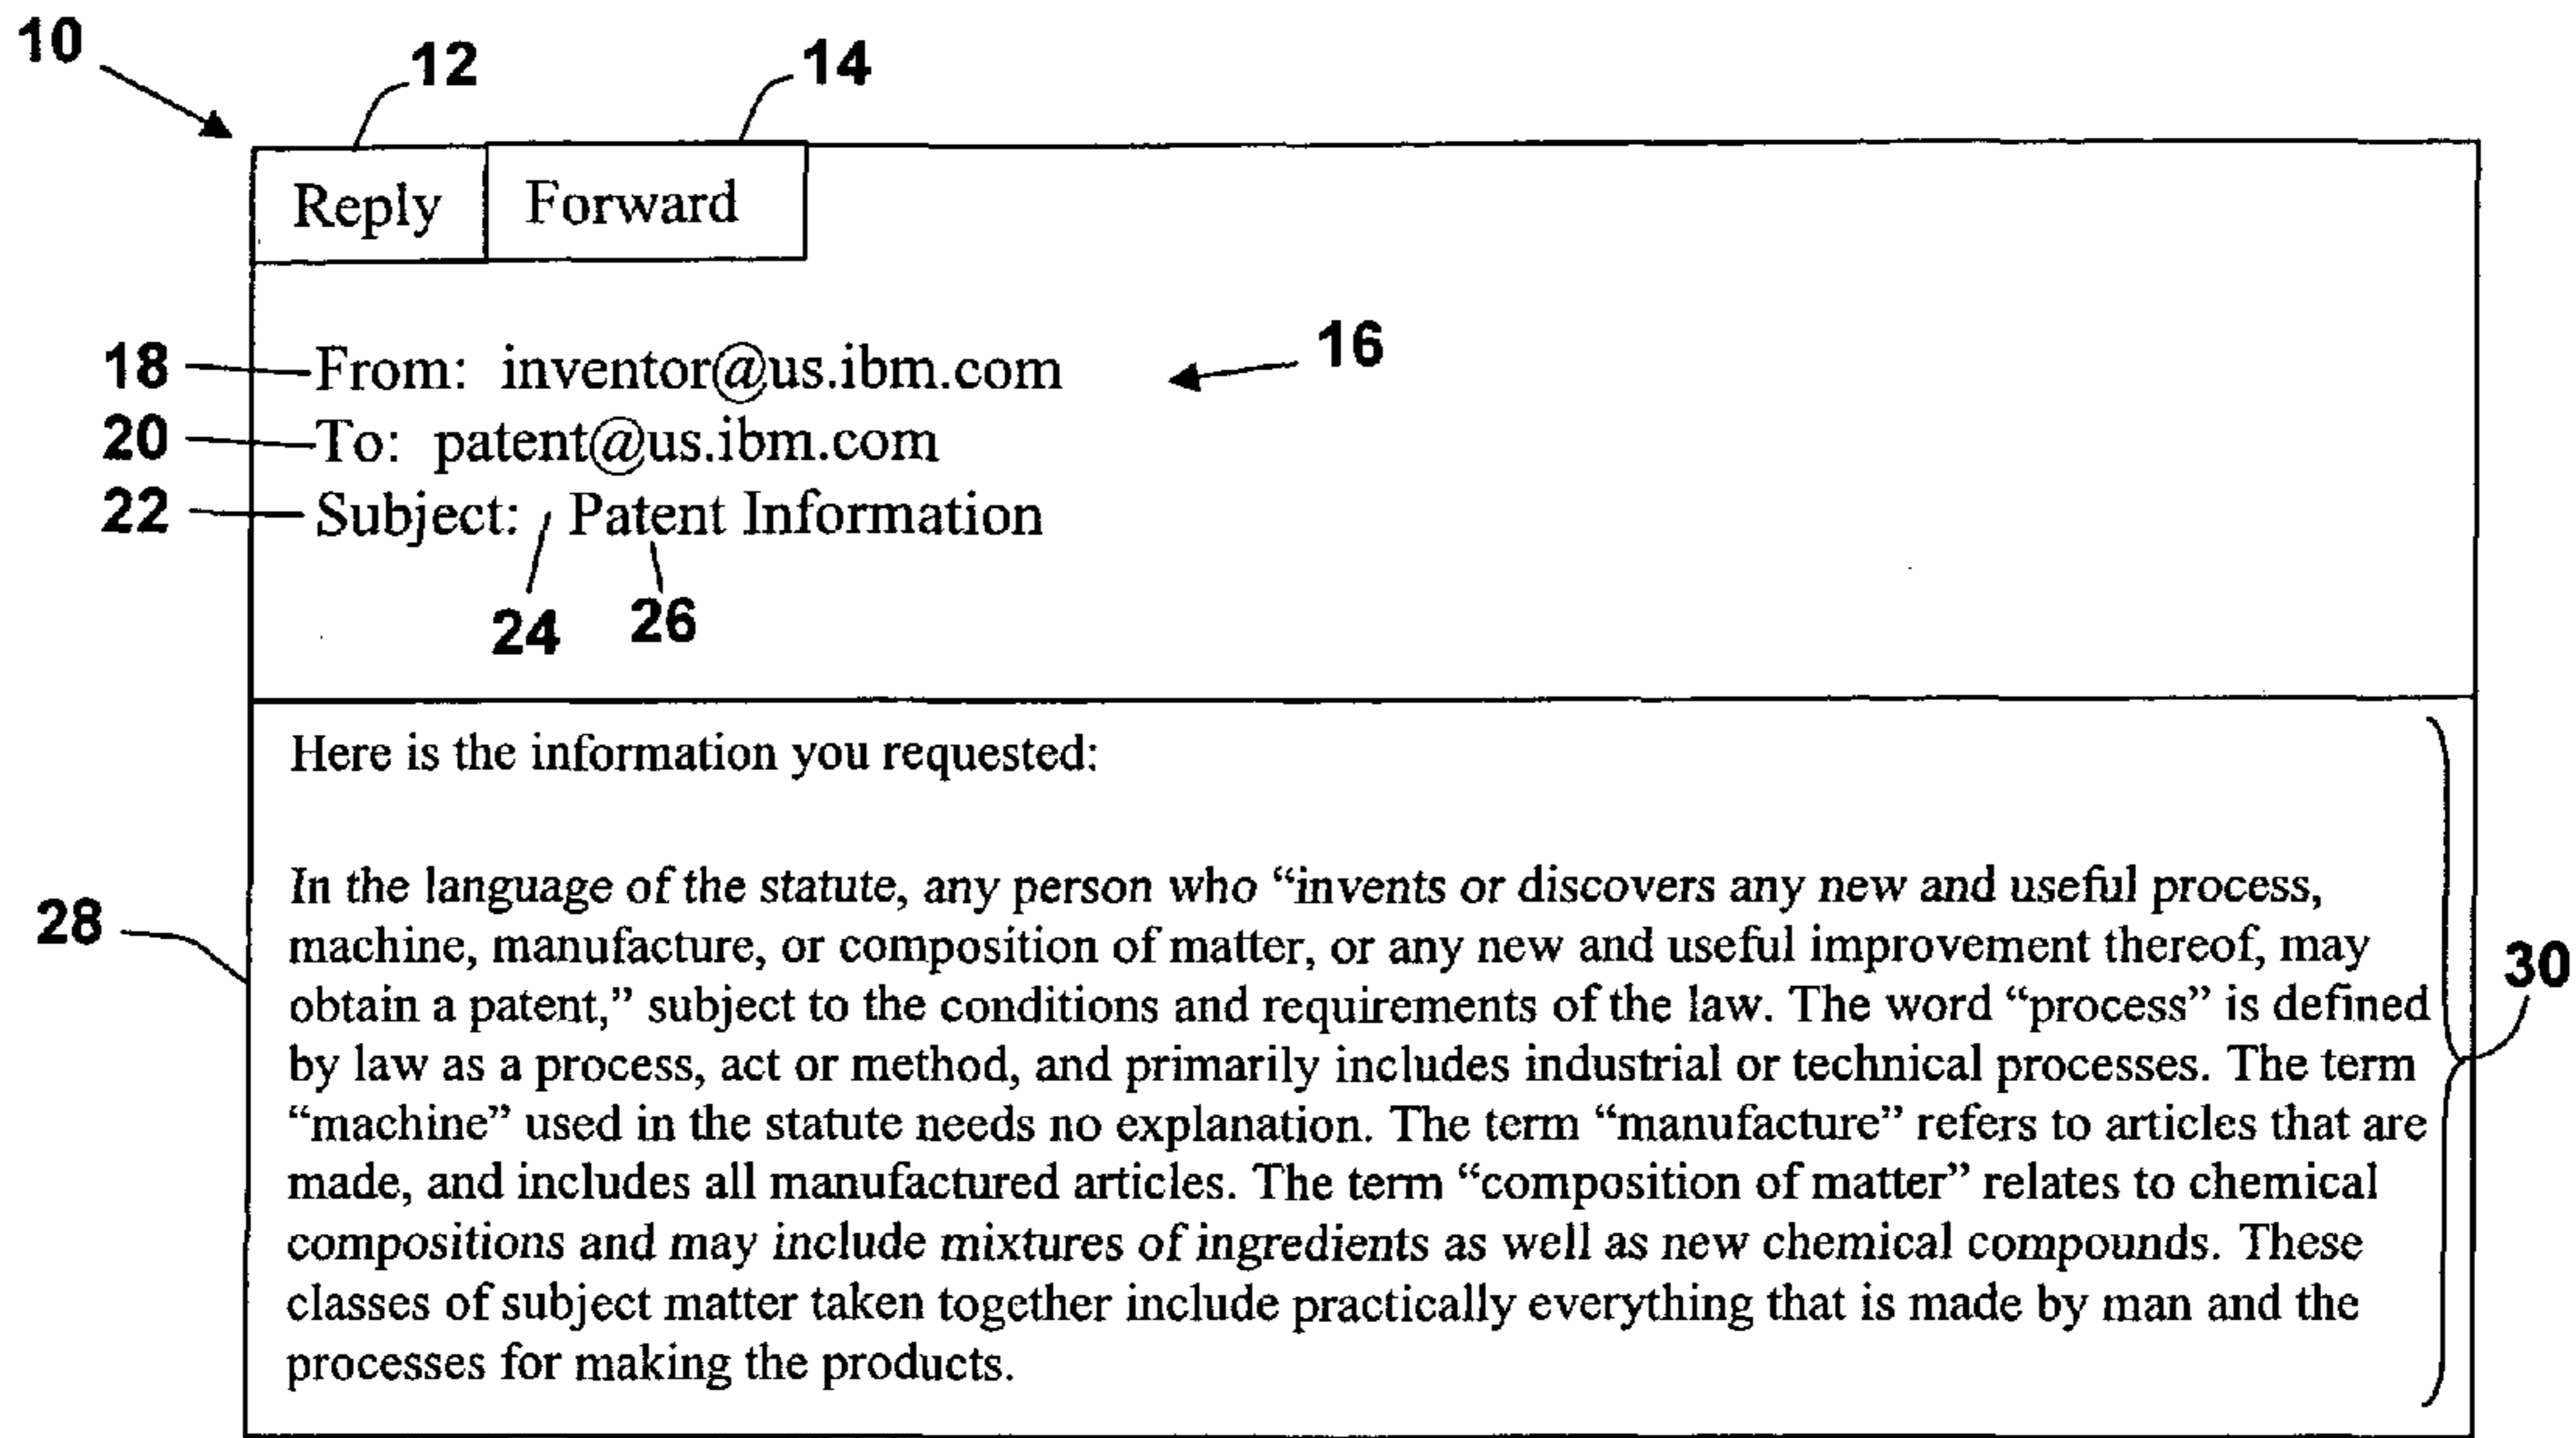 10
12
14
Reply Forward
16
18 From: inventor@us.ibm.com
20 To: patent@us.ibm.com
22 Subject: Patent Information
24 26
Here is the information you requested:
In the language of the statute, any person who “invents or discovers any new and useful process,
28
machine, manufacture, or composition of matter, or any new and useful improvement thereof, may
30
obtain a patent,” subject to the conditions and requirements of the law. The word “process” is defined
by law as a process, act or method, and primarily includes industrial or technical processes. The term
“machine” used in the statute needs no explanation. The term “manufacture” refers to articles that are
made, and includes all manufactured articles. The term “composition of matter” relates to chemical
compositions and may include mixtures of ingredients as well as new chemical compounds. These
classes of subject matter taken together include practically everything that is made by man and the
processes for making the products.